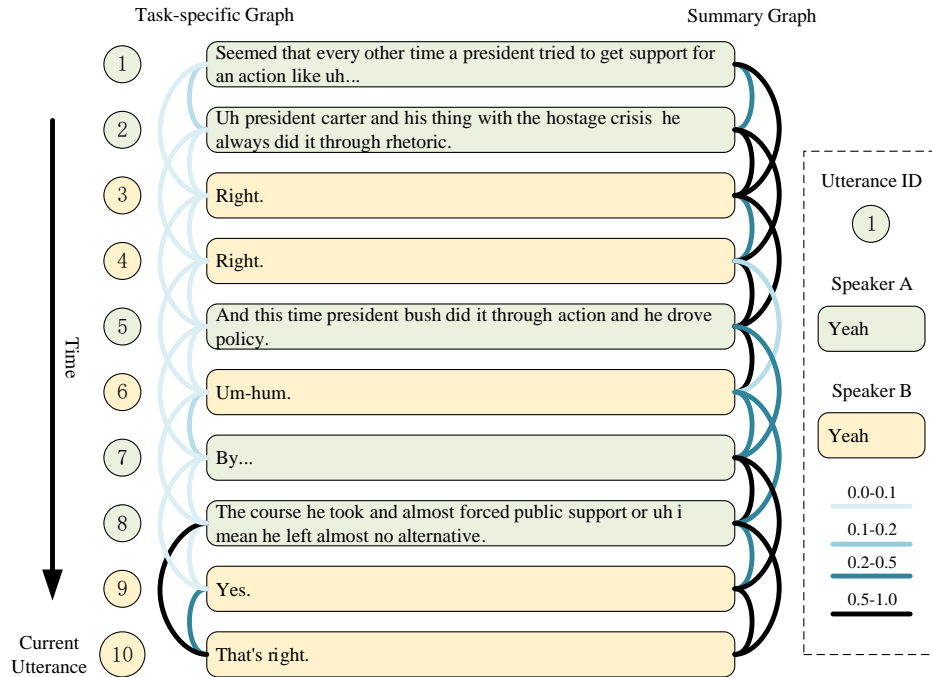 Task-specific Graph
Summary Graph
1
Seemed that every other time a president tried to get support for
an action like uh...
2
Uh president carter and his thing with the hostage crisis he
always did it through rhetoric.
3
Right.
4
Right.
5
And this time president bush did it through action and he drove
policy.
6
Um-hum.
7
By...
8
The course he took and almost forced public support or uh i
mean he left almost no alternative.
9
Yes.
Current
Utterance
10
That's right.
Time
Utterance ID
1
Speaker A
Yeah
Speaker B
Yeah
0.0-0.1
0.1-0.2
0.2-0.5
0.5-1.0